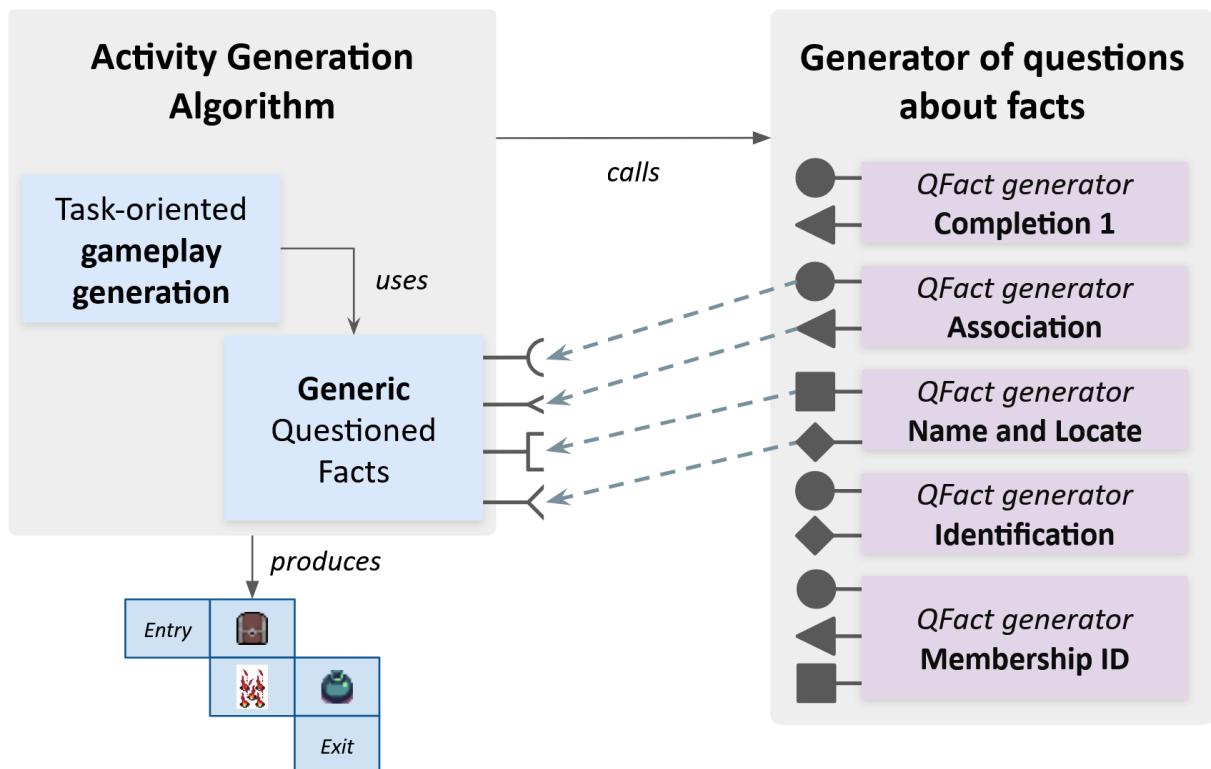 Activity Generation
Algorithm
Task-oriented
gameplay
generation
uses
Generic
Questioned
Facts
produces
Entry
Exit
calls
Generator of questions
about facts
QFact generator
Completion 1
QFact generator
Association
QFact generator
Name and Locate
QFact generator
Identification
QFact generator
Membership ID